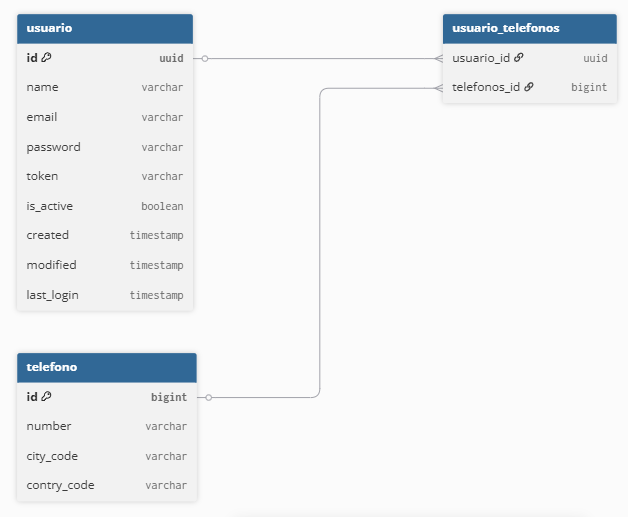 usuario
id uuid
name varchar
email varchar
password varchar
token varchar
is_active boolean
created timestamp
modified timestamp
last_login timestamp
usuario_telefonos
usuario_id uuid
telefonos_id bigint
telefono
id bigint
number varchar
city_code varchar
contry_code varchar